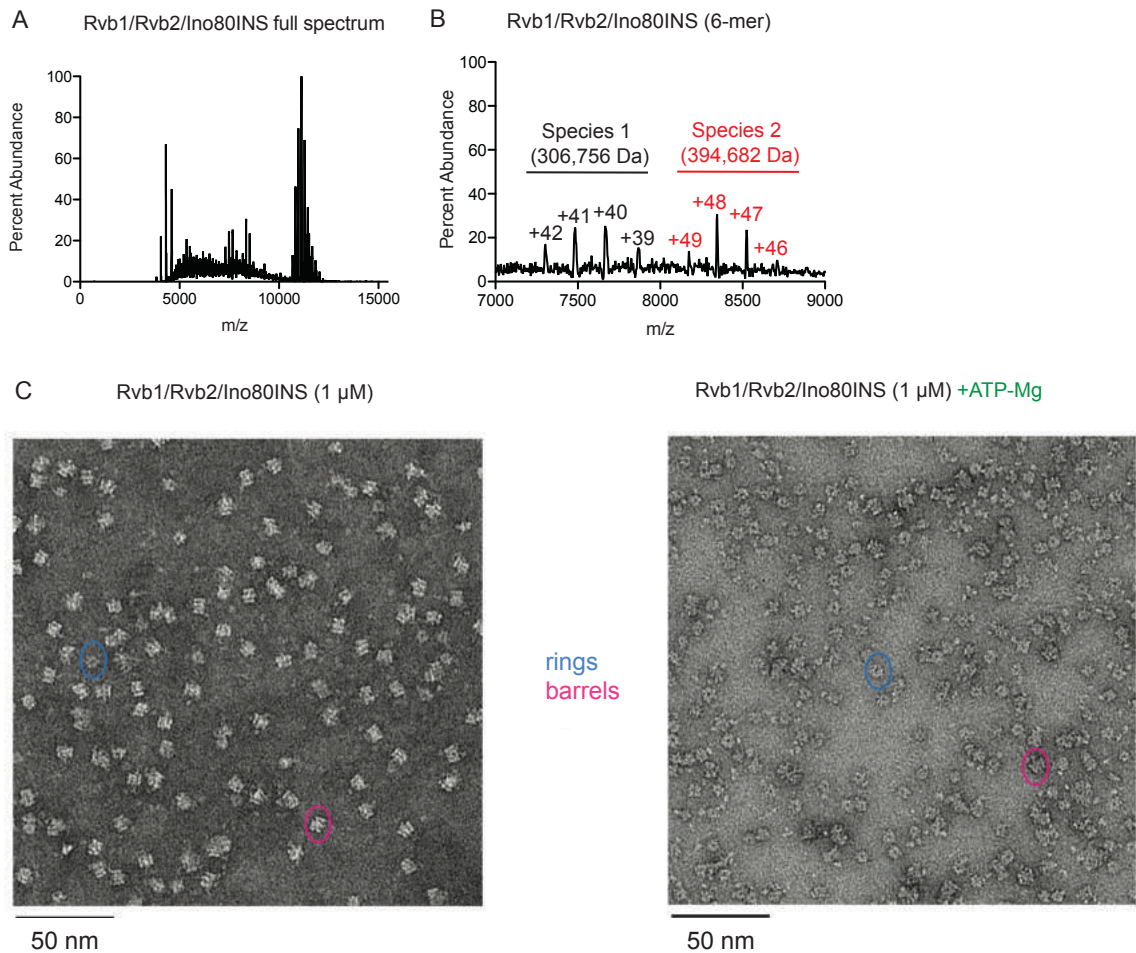 A
Rvb1/Rvb2/Ino80INS full spectrum
Percent Abundance
100
80
60
40
20
0
0
5000
10000
15000
m/z
B
Rvb1/Rvb2/Ino80INS (6-mer)
Percent Abundance
100
80
60
40
20
0
Species 1
(306,756 Da)
Species 2
(394,682 Da)
+42
+41
+40
+39
+49
+48
+47
+46
7000
7500
8000
8500
9000
m/z
C
Rvb1/Rvb2/Ino80INS (1 μM)
Rvb1/Rvb2/Ino80INS (1 μM) +ATP-Mg
rings
barrels
50 nm
50 nm